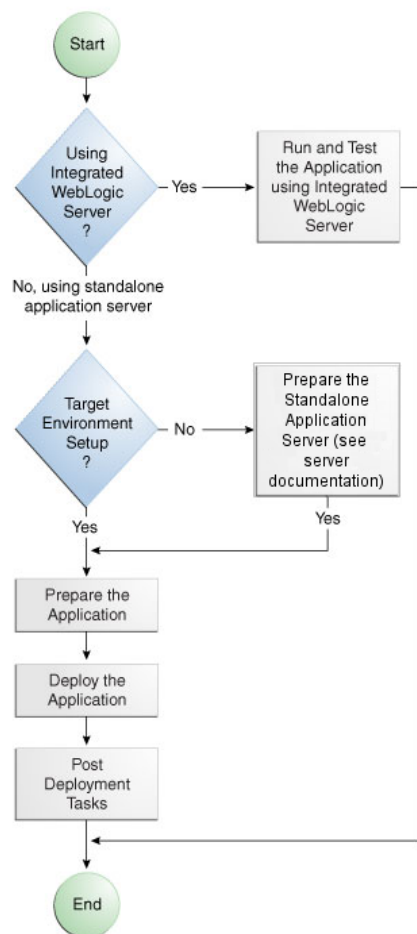 Start
Using
Integrated
WebLogic
Server
?
Yes
Run and Test
the Application
using Integrated
WebLogic
Server
No, using standalone
application server
Target
Environment
Setup
?
No
Prepare the
Standalone
Application
Server (see
server
documentation)
Yes
Yes
Prepare the
Application
Deploy the
Application
Post
Deployment
Tasks
End